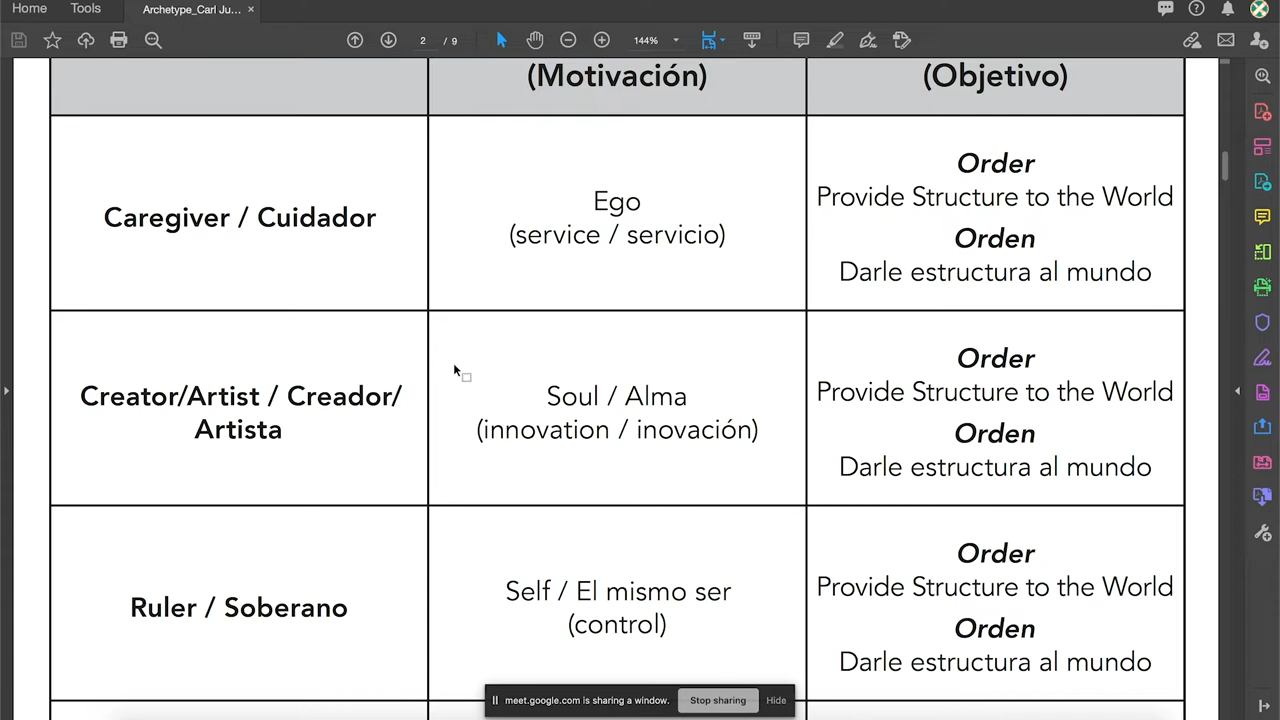 Home
Tools
Archetype_Carl Ju...
2 / 9
144%
(Motivación)
(Objetivo)
Caregiver / Cuidador
Ego
(service / servicio)
Order
Provide Structure to the World
Orden
Darle estructura al mundo
Creator/Artist / Creador/
Artista
Soul / Alma
(innovation / inovación)
Order
Provide Structure to the World
Orden
Darle estructura al mundo
Ruler / Soberano
Self / El mismo ser
(control)
Order
Provide Structure to the World
Orden
Darle estructura al mundo
meet.google.com is sharing a window.
Stop sharing
Hide